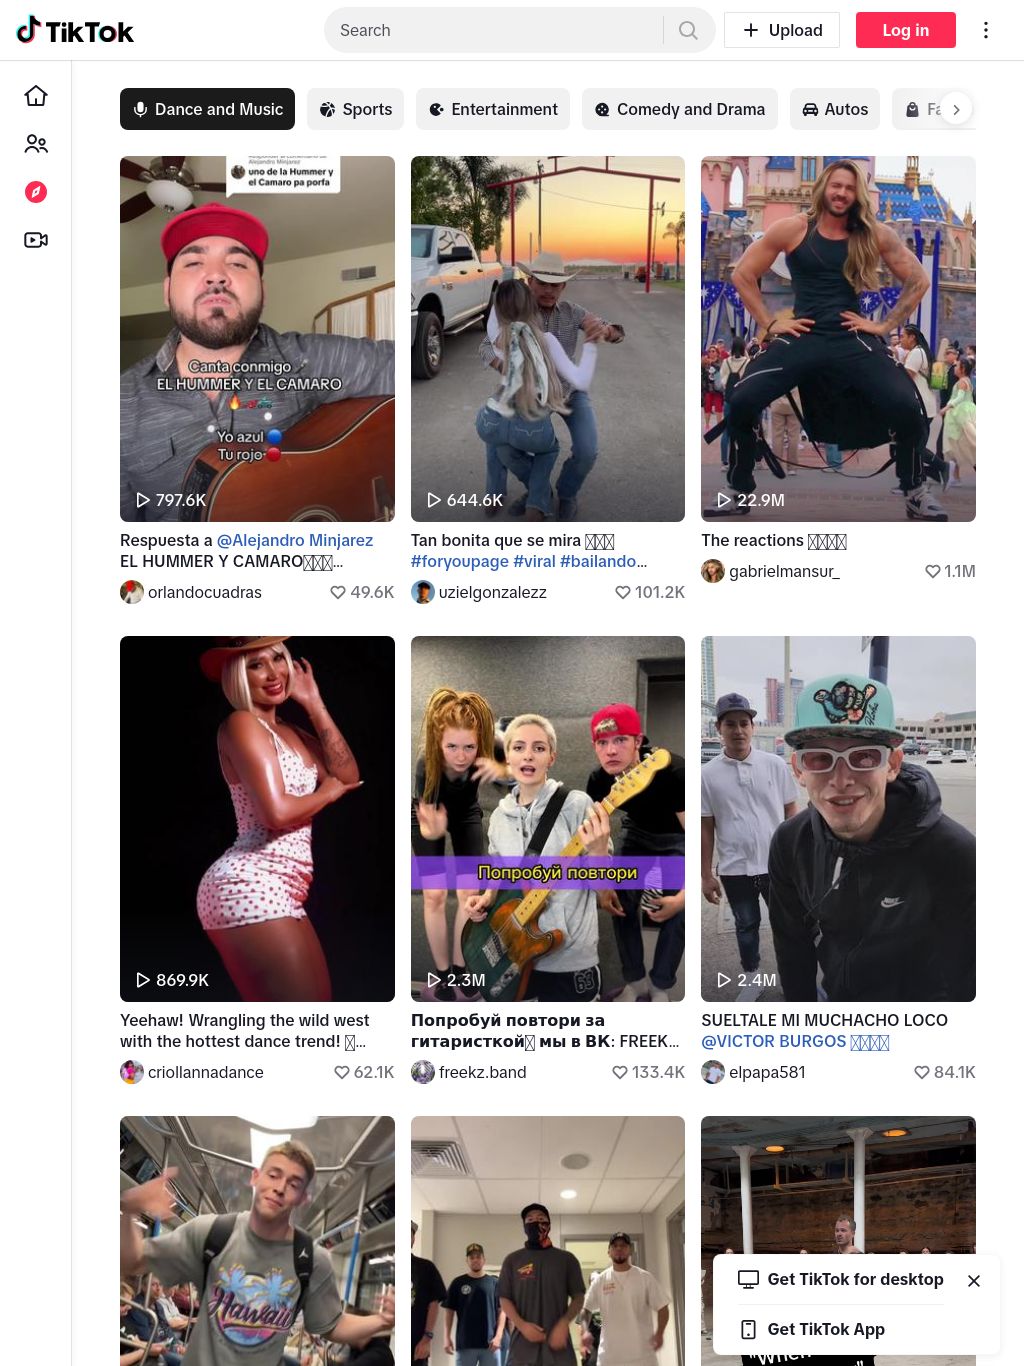 TikTok
Search
Upload
Log in
Dance and Music
Sports
Entertainment
Comedy and Drama
Autos
Fa
Alejandro Minjarez
uno de la Hummer y
el Camaro pa porfa
Canta conmigo
EL HUMMER Y EL CAMARO
Yo azul
Tu rojo
797.6K
644.6K
22.9M
Respuesta a @Alejandro Minjarez
EL HUMMER Y CAMARO...
orlandocuadras
49.6K
Tan bonita que se mira
#foryoupage #viral #bailando...
uzielgonzalezz
101.2K
The reactions
gabrielmansur_
1.1M
869.9K
Попробуй повтори
63
2.3M
2.4M
Yeehaw! Wrangling the wild west
with the hottest dance trend! ...
criollannadance
62.1K
Попробуй повтори за
гитаристкой мы в ВК: FREEK...
freekz.band
133.4K
SUELTALE MI MUCHACHO LOCO
@VICTOR BURGOS
elpapa581
84.1K
Hawaii
Get TikTok for desktop
Get TikTok App